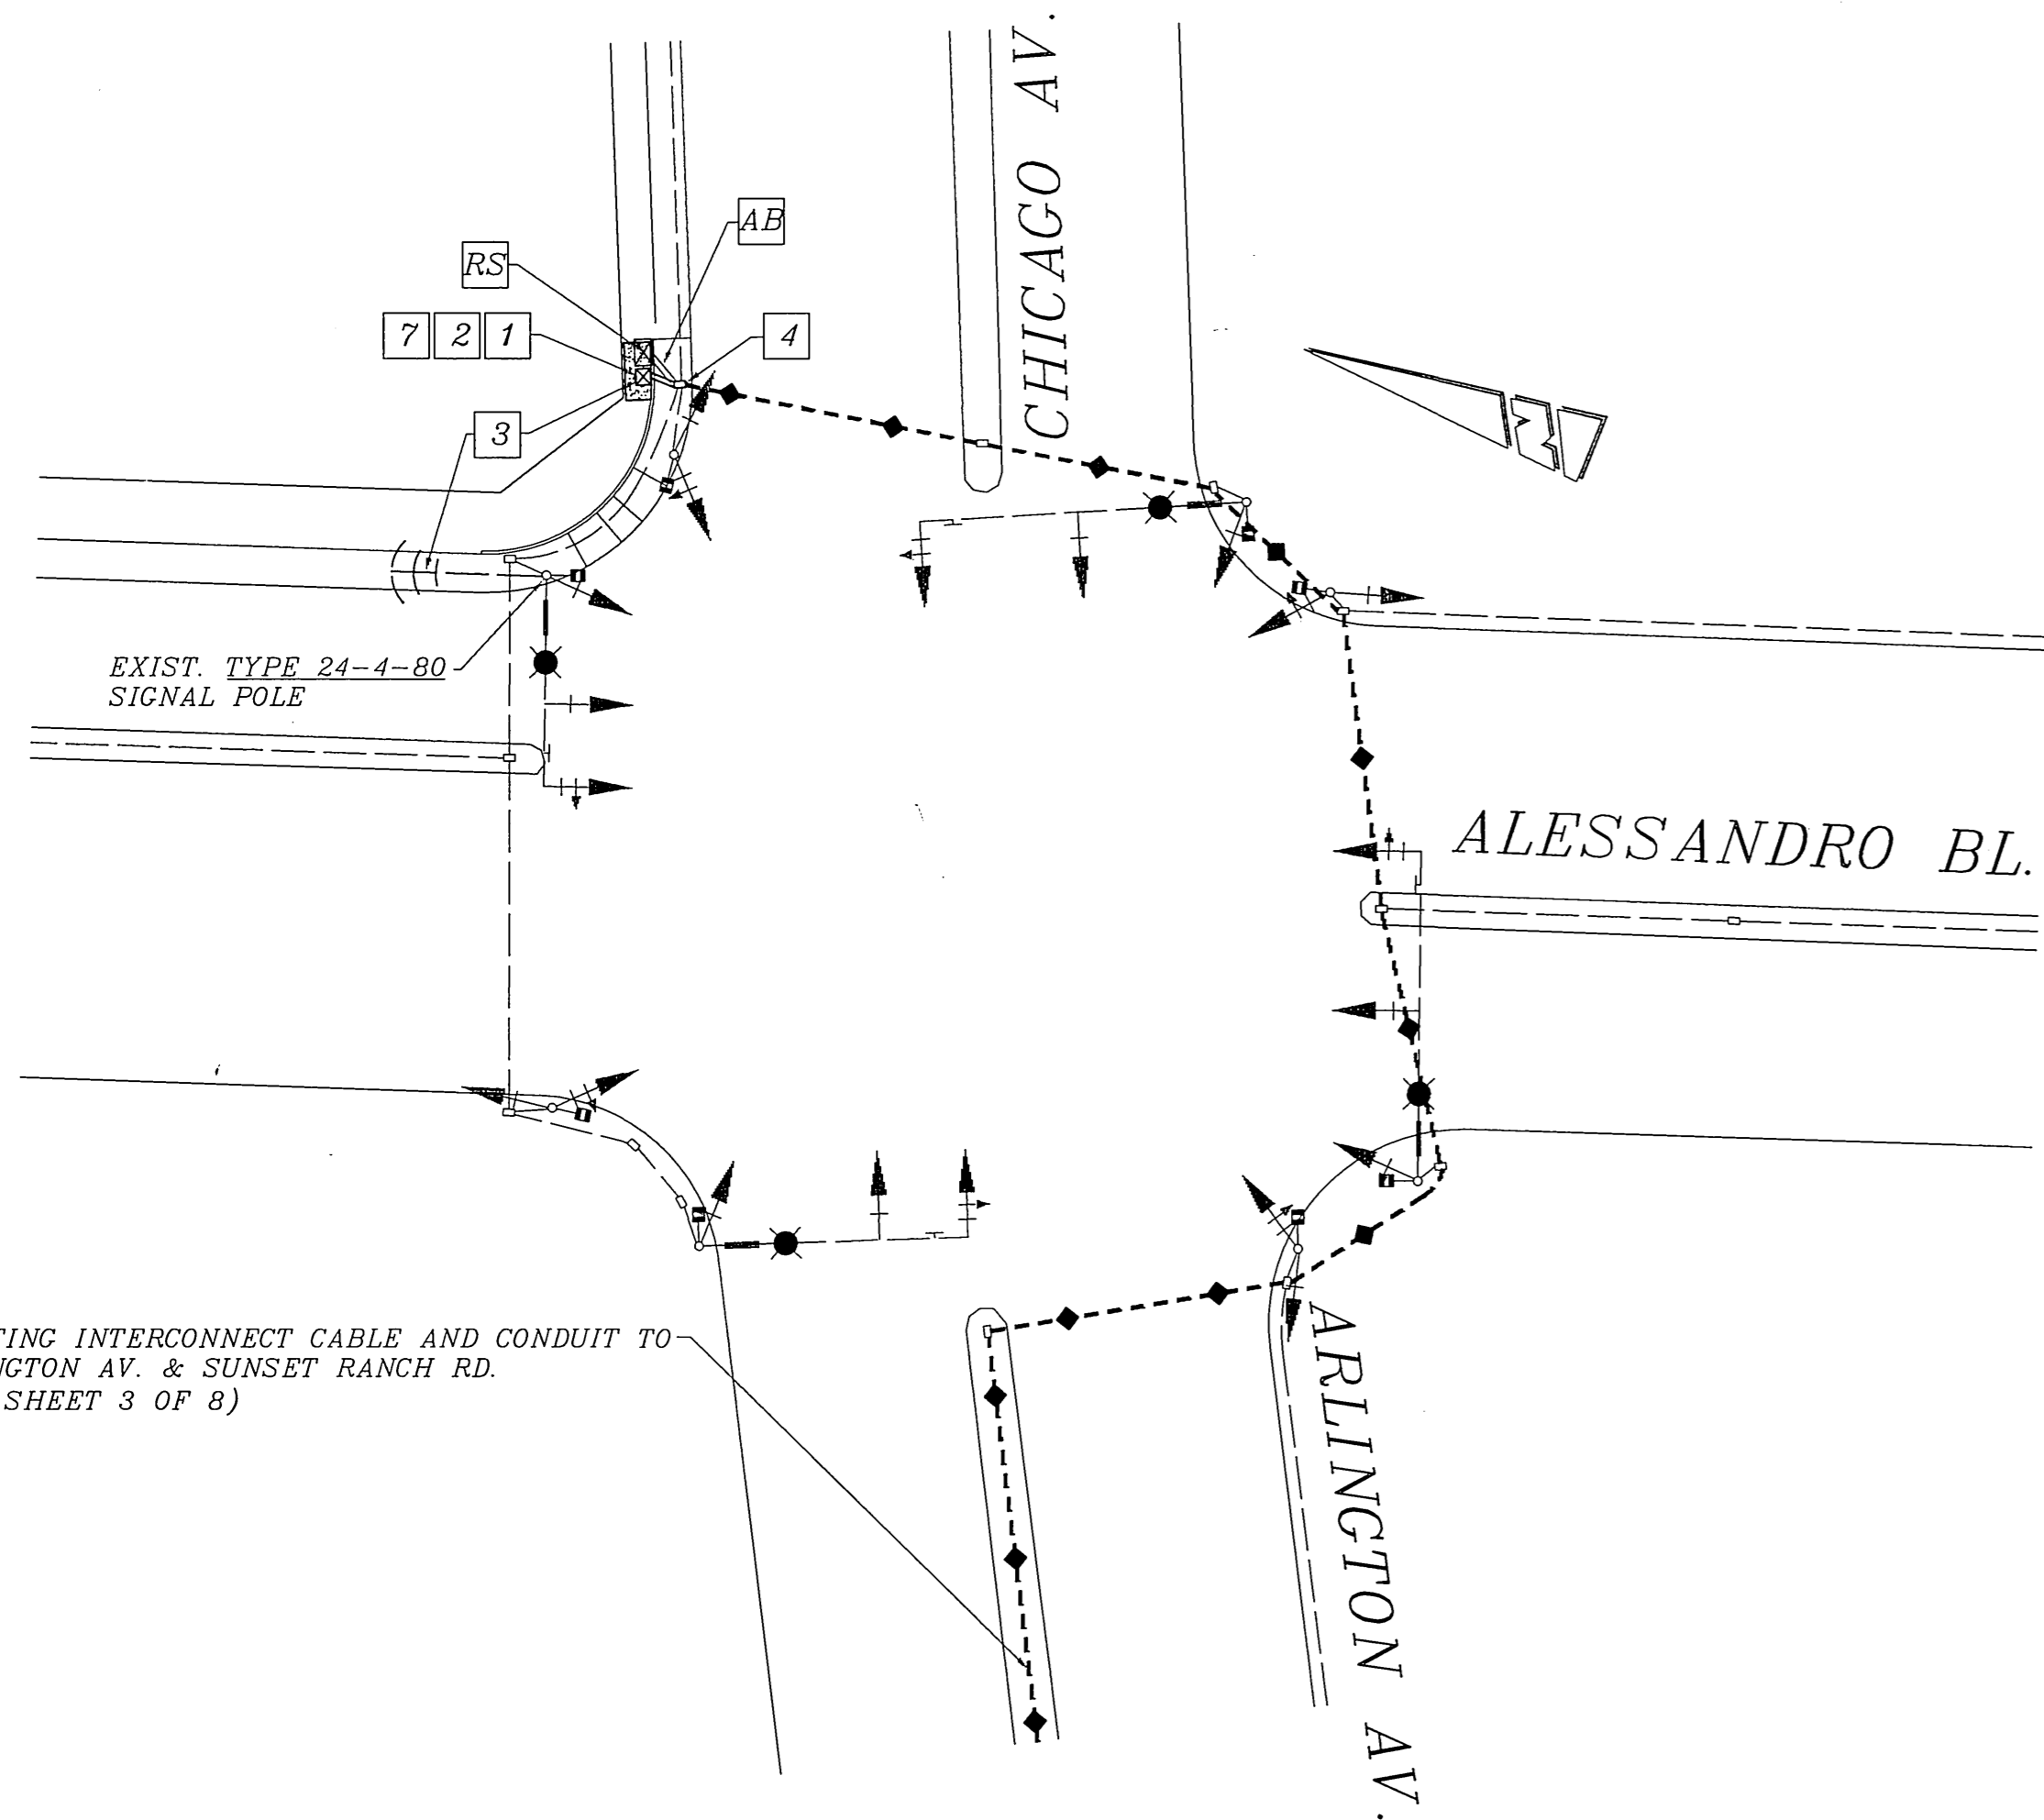 CHICAGO AV.
AB
RS
7 2 1
4
3
N
EXIST. TYPE 24-4-80
SIGNAL POLE
ALESSANDRO BL.
TING INTERCONNECT CABLE AND CONDUIT TO
NGTON AV. & SUNSET RANCH RD.
SHEET 3 OF 8)
ARLINGTON AV.